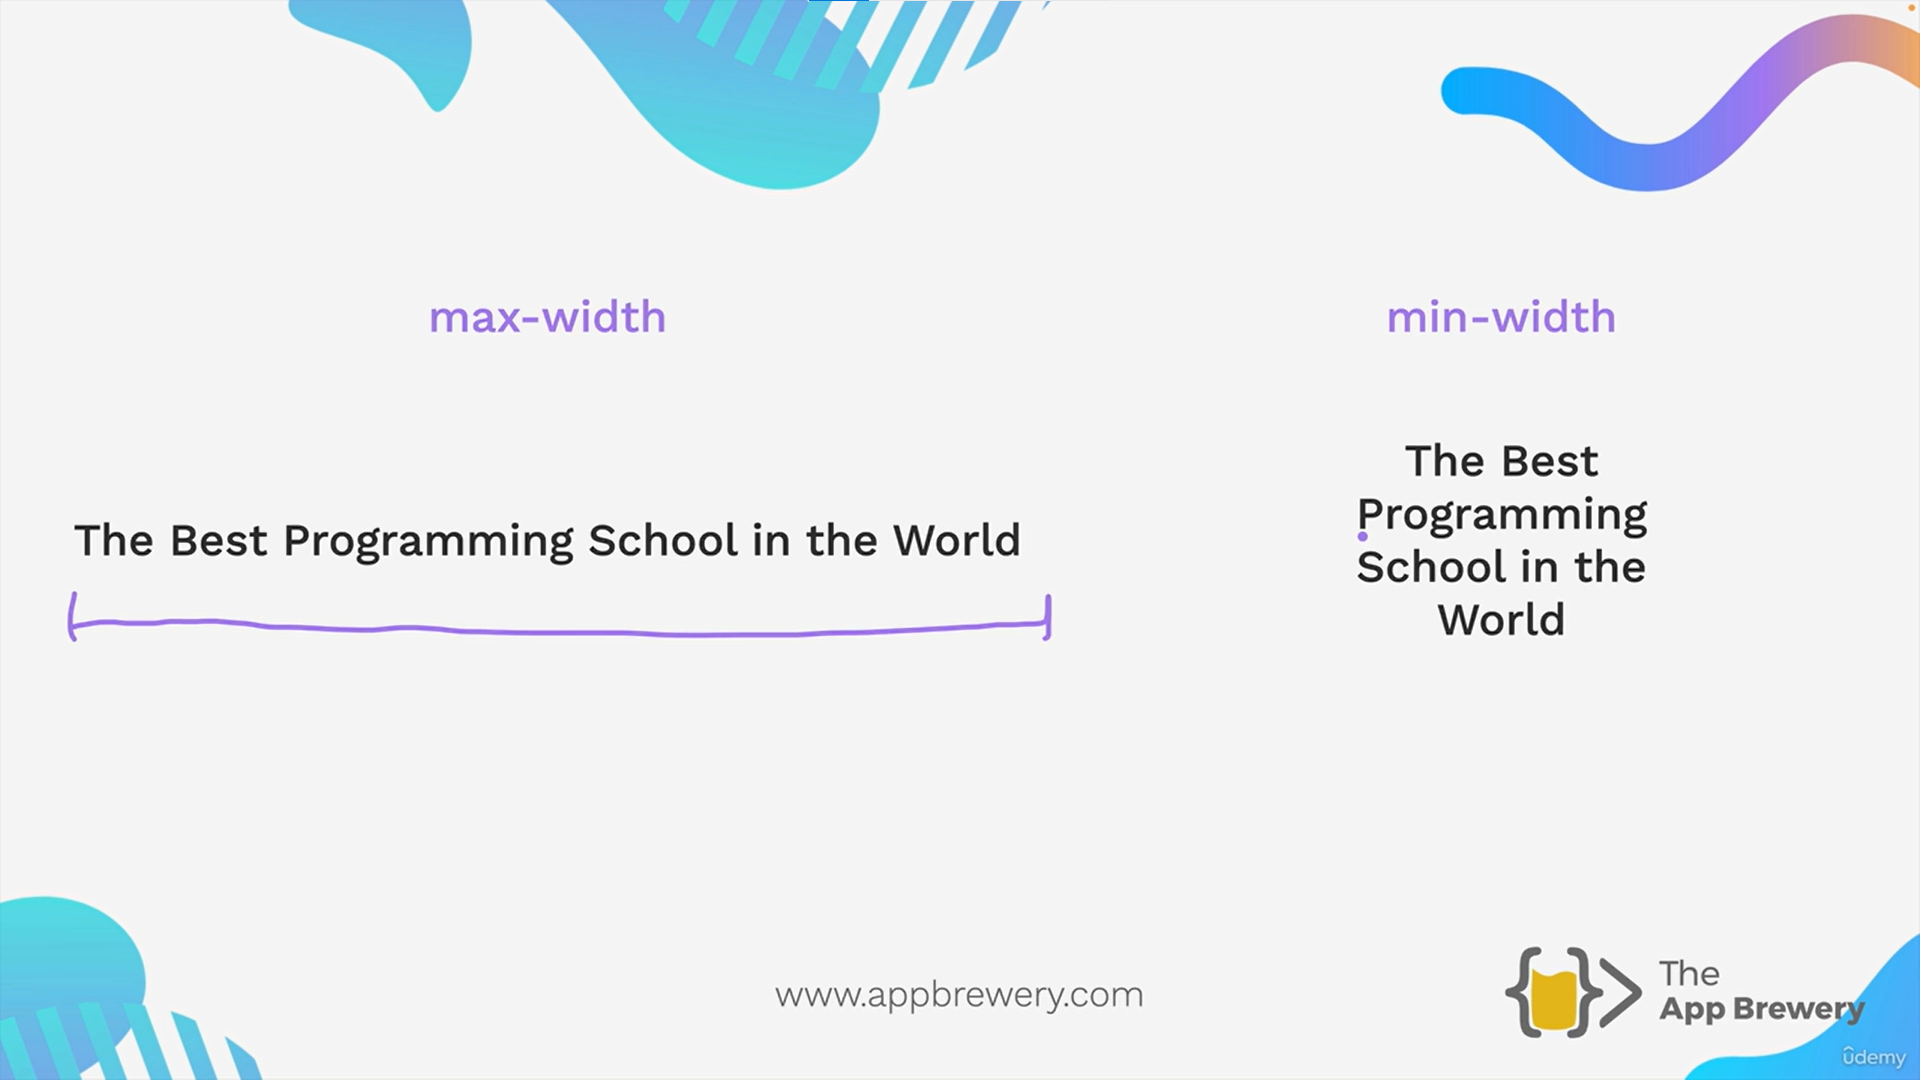 max-width
min-width
The Best Programming School in the World
The Best
Programming
School in the
World
www.appbrewery.com
The
App Brewery
ûdemy